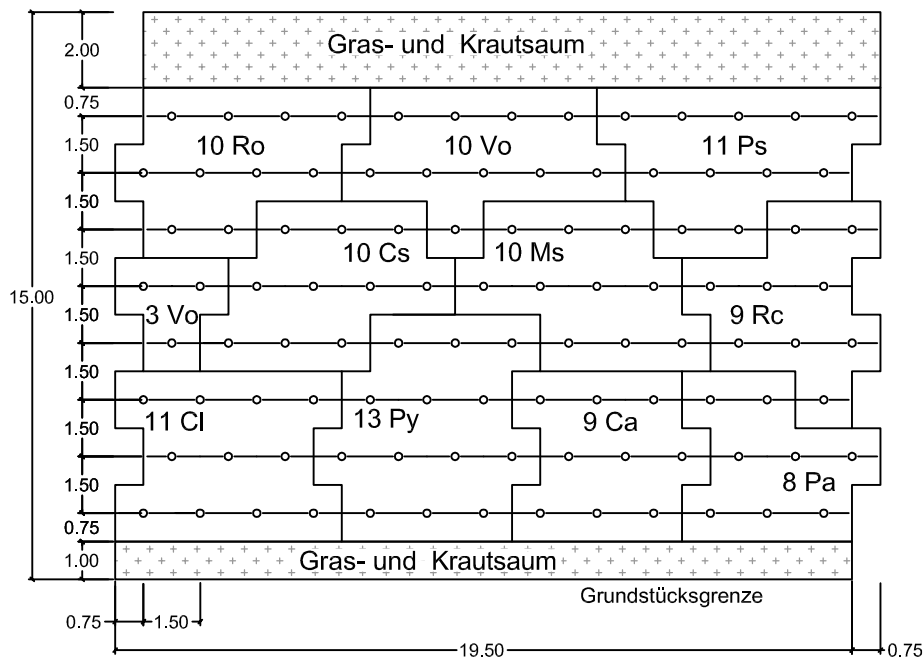 Gras- und Krautsaum
2.00
0.75
10 Ro 10 Vo 11 Ps
1.50
1.50
10 Cs 10 Ms
1.50
15.00
3 Vo 9 Rc
1.50
1.50
11 Cl 13 Py 9 Ca
1.50
8 Pa
1.50
0.75
Gras- und Krautsaum
1.00
Grundstücksgrenze
0.75 1.50
19.50 0.75